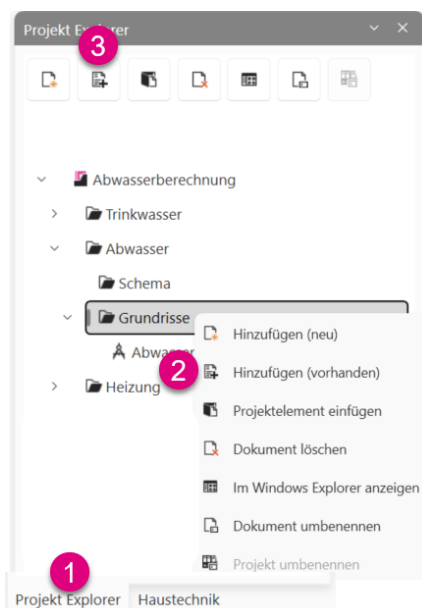 Projekt Explorer
3
Abwasserberechnung
Trinkwasser
Abwasser
Schema
Grundrisse
Hinzufügen (neu)
2
Hinzufügen (vorhanden)
Heizung
Projektelement einfügen
Dokument löschen
Im Windows Explorer anzeigen
Dokument umbenennen
Projekt umbenennen
1
Projekt Explorer Haustechnik